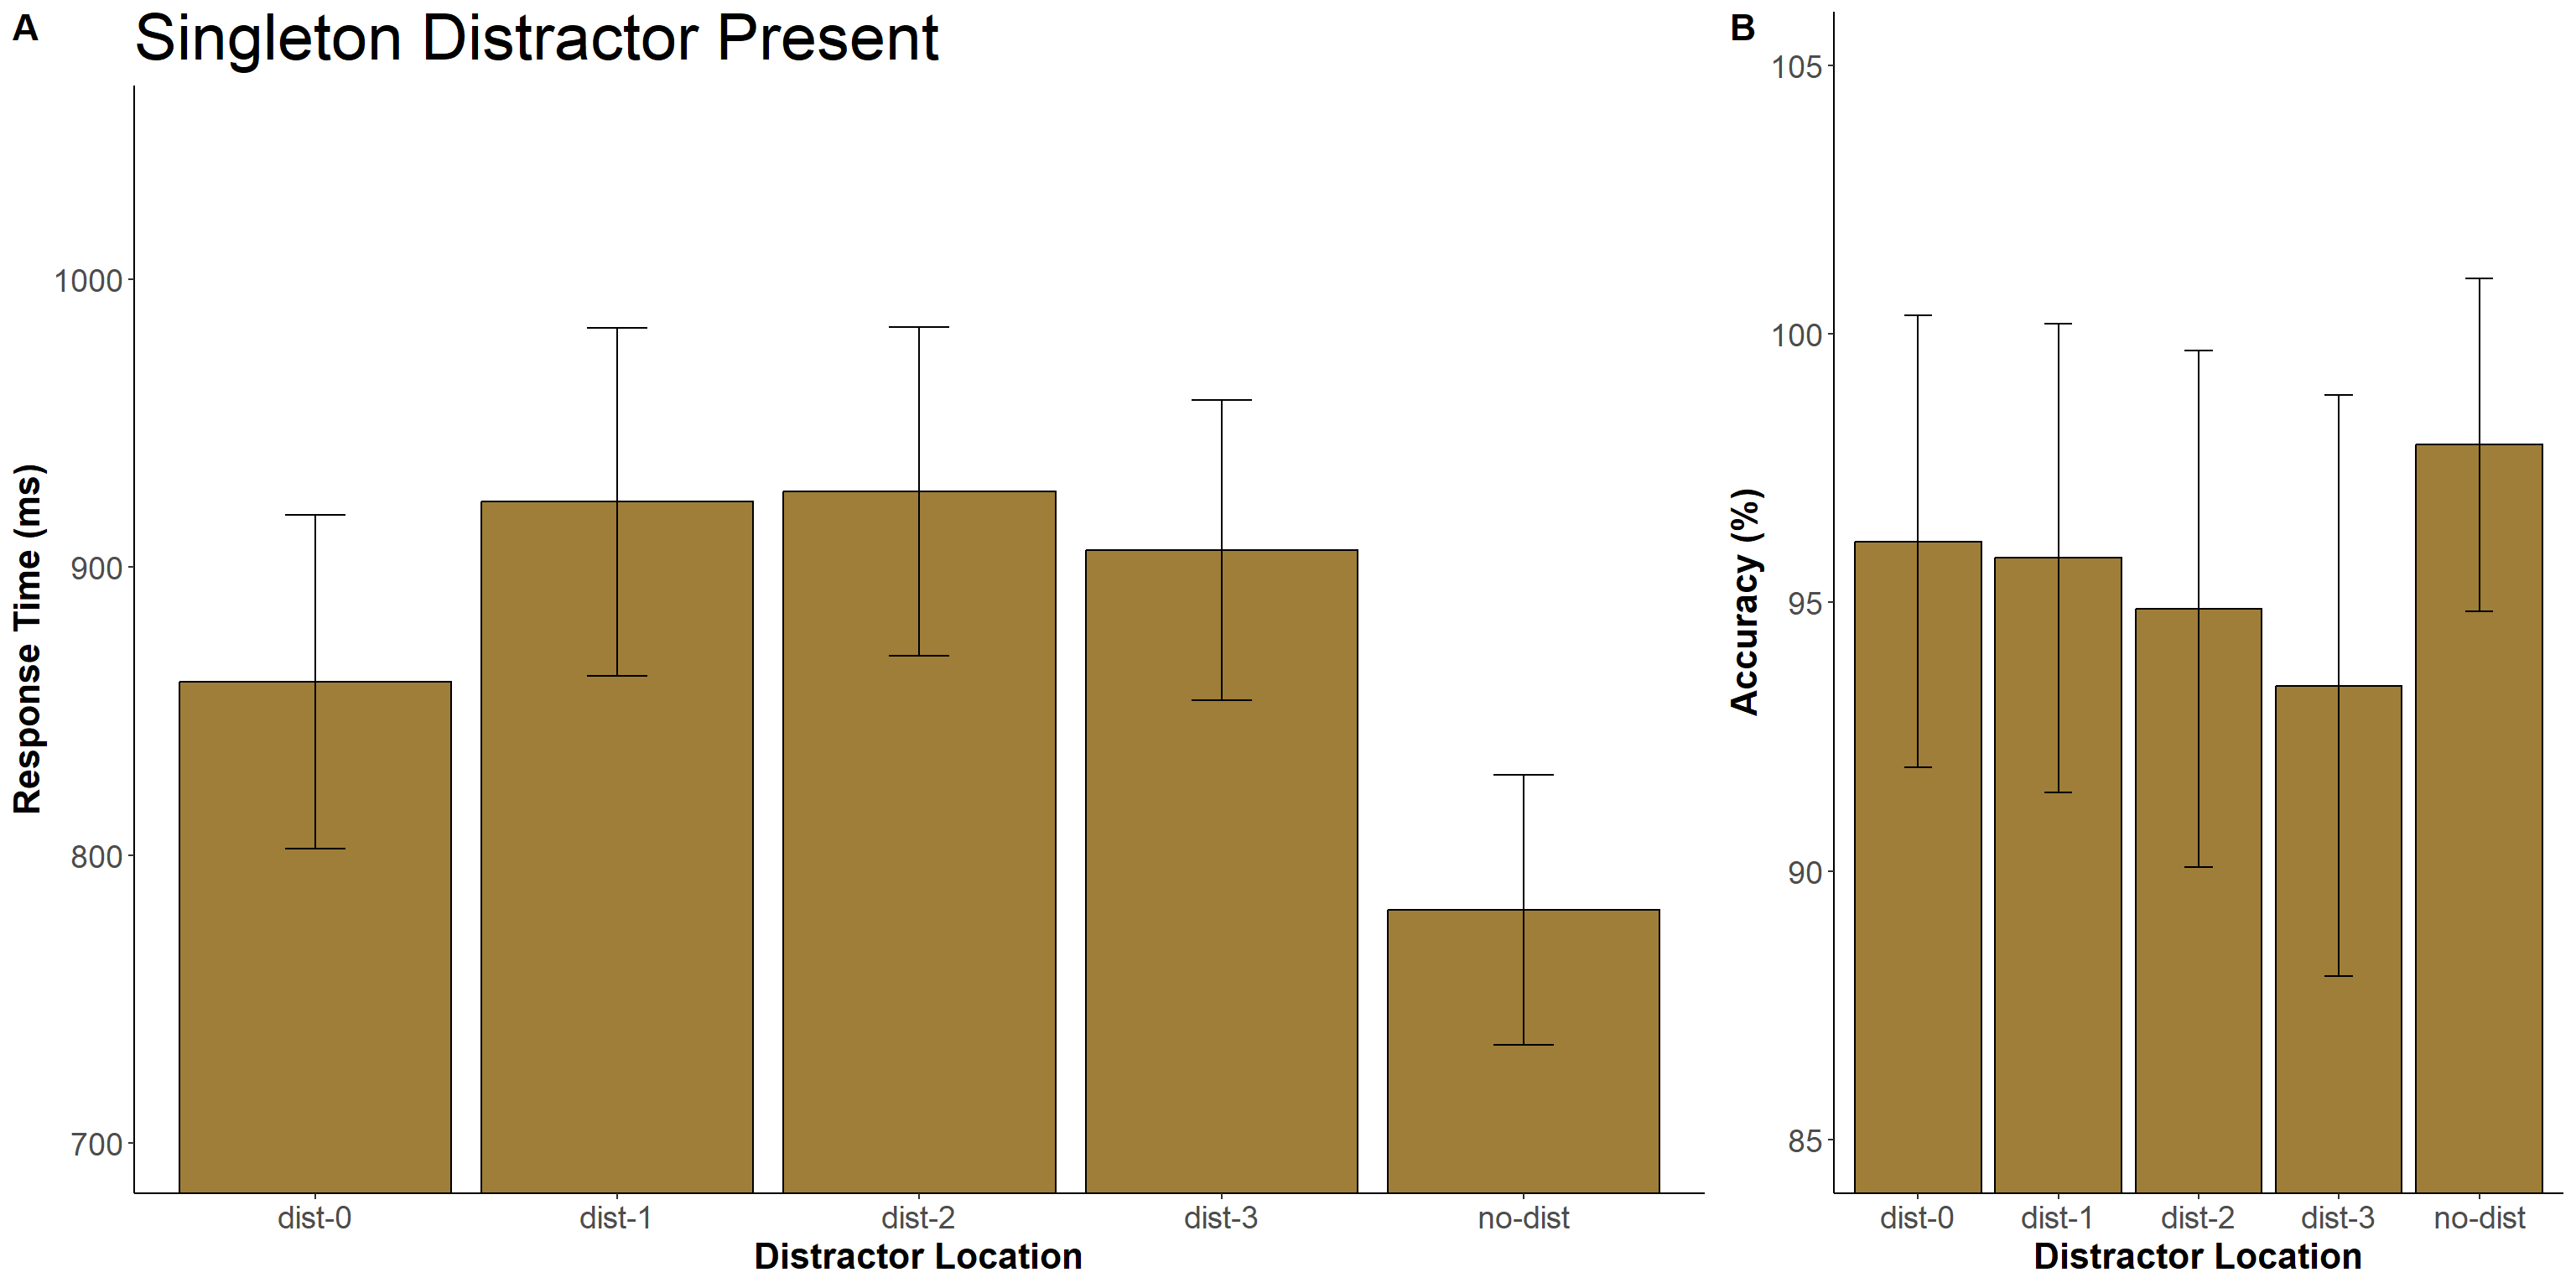 A
Singleton Distractor Present
Response Time (ms)
1000
900
800
700
dist-0 dist-1 dist-2 dist-3 no-dist
Distractor Location
B
Accuracy (%)
105
100
95
90
85
dist-0 dist-1 dist-2 dist-3 no-dist
Distractor Location